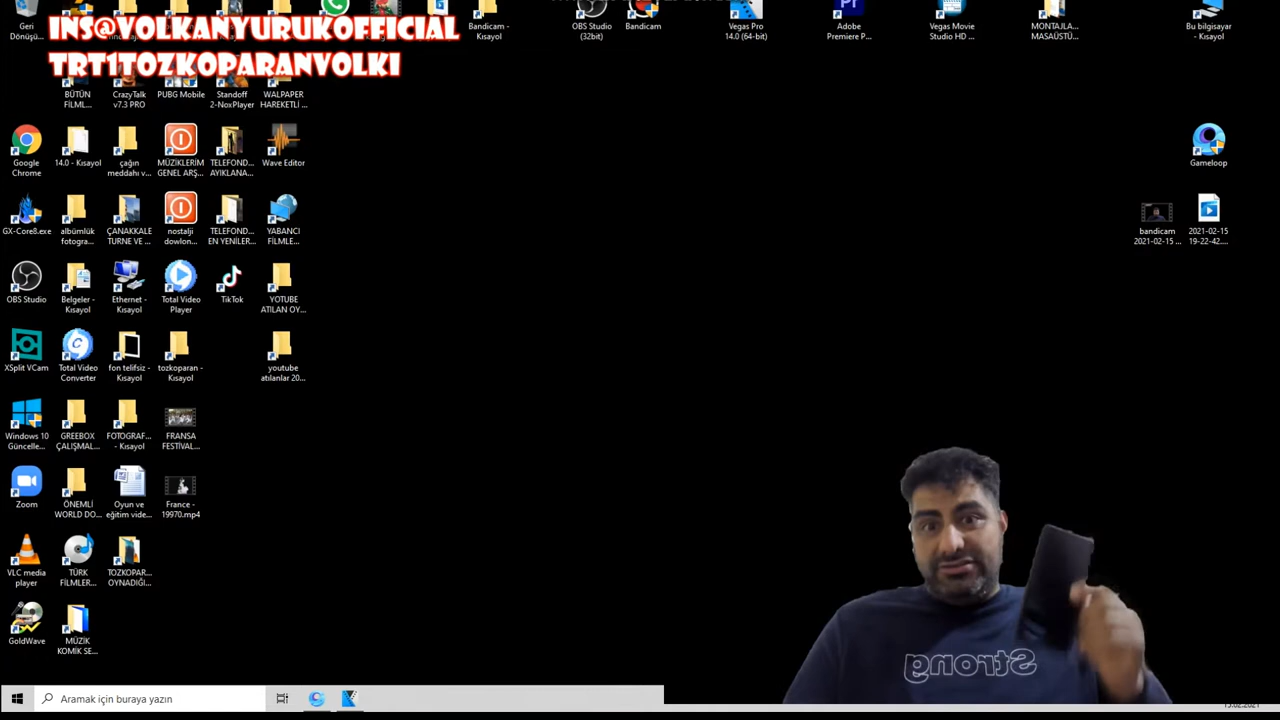 INS@VOLKANYURUKOFFICIAL
TRT1TOZKOPARANVOLKI
Geri
Dönüşü...
Bandicam -
Kısayol
OBS Studio
(32bit)
Bandicam
Vegas Pro
14.0 (64-bit)
Adobe
Premiere P...
Vegas Movie
Studio HD ...
MONTAJLA...
MASAÜSTÜ...
Bu bilgisayar
- Kısayol
BÜTÜN
FİLML...
CrazyTalk
v7.3 PRO
PUBG Mobile
Standoff
2-NoxPlayer
WALPAPER
HAREKETLİ ...
Google
Chrome
14.0 - Kısayol
çağın
meddahı v...
MÜZİKLERİM
GENEL ARŞ...
TELEFOND...
AYIKLANA...
Wave Editor
Gameloop
GX-Core8.exe
albümlük
fotogra...
ÇANAKKALE
TURNE VE ...
nostalji
dowlon...
TELEFOND...
EN YENİLER...
YABANCI
FİLMLE...
bandicam
2021-02-15 ...
2021-02-15
19-22-42....
OBS Studio
Belgeler -
Kısayol
Ethernet -
Kısayol
Total Video
Player
TikTok
YOTUBE
ATILAN OY...
XSplit VCam
Total Video
Converter
fon telifsiz -
Kısayol
tozkoparan -
Kısayol
youtube
atılanlar 20...
Windows 10
Güncelle...
GREEBOX
ÇALIŞMAL...
FOTOGRAF...
- Kısayol
FRANSA
FESTİVAL...
Zoom
ÖNEMLİ
WORLD DO...
Oyun ve
eğitim vide...
France -
19970.mp4
VLC media
player
TÜRK
FİLMLER...
TOZKOPAR...
OYNADIĞI...
GoldWave
MÜZİK
KOMİK SE...
Strong
Aramak için buraya yazın
15.02.2021